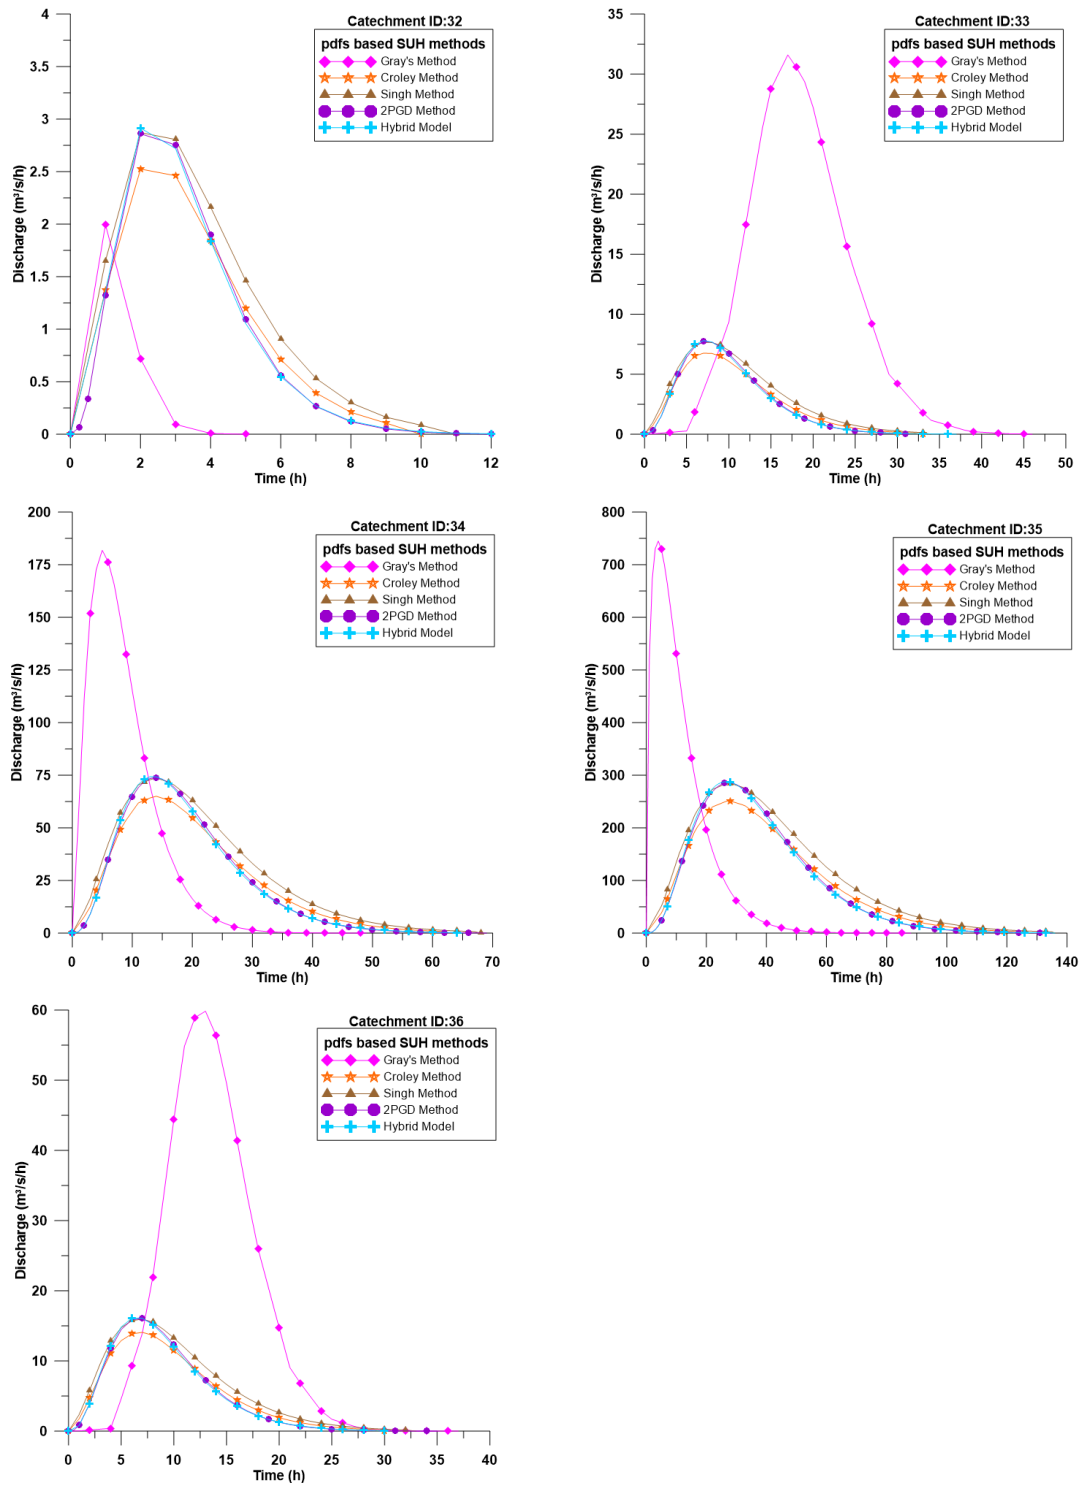 Catechment ID:32
pdfs based SUH methods
Gray's Method
Croley Method
Singh Method
2PGD Method
Hybrid Model
Discharge (m³/s/h)
4
3.5
3
2.5
2
1.5
1
0.5
0
0 2 4 6 8 10 12
Time (h)
Catechment ID:33
pdfs based SUH methods
Gray's Method
Croley Method
Singh Method
2PGD Method
Hybrid Model
Discharge (m³/s/h)
35
30
25
20
15
10
5
0
0 5 10 15 20 25 30 35 40 45 50
Time (h)
Catechment ID:34
pdfs based SUH methods
Gray's Method
Croley Method
Singh Method
2PGD Method
Hybrid Model
Discharge (m³/s/h)
200
175
150
125
100
75
50
25
0
0 10 20 30 40 50 60 70
Time (h)
Catechment ID:35
pdfs based SUH methods
Gray's Method
Croley Method
Singh Method
2PGD Method
Hybrid Model
Discharge (m³/s/h)
800
700
600
500
400
300
200
100
0
0 20 40 60 80 100 120 140
Time (h)
Catechment ID:36
pdfs based SUH methods
Gray's Method
Croley Method
Singh Method
2PGD Method
Hybrid Model
Discharge (m³/s/h)
60
50
40
30
20
10
0
0 5 10 15 20 25 30 35 40
Time (h)